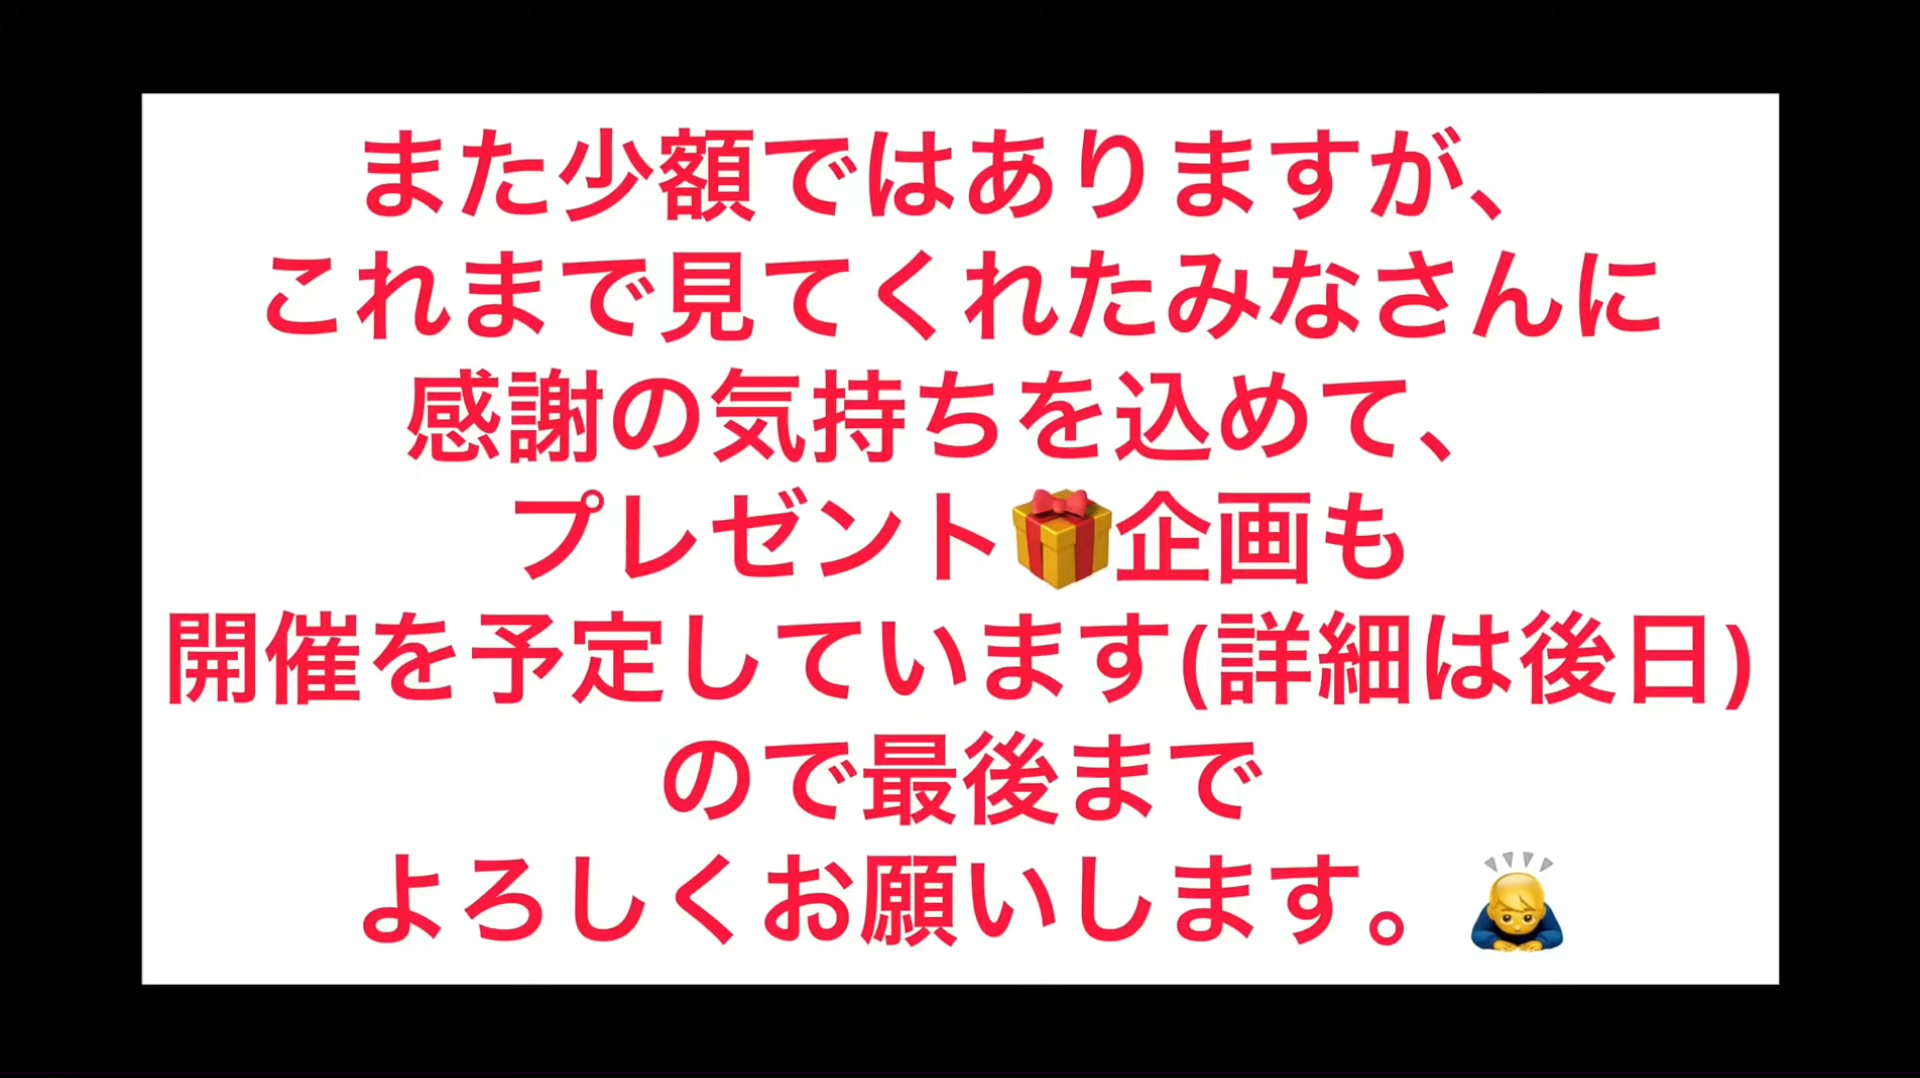 また少額ではありますが、
これまで見てくれたみなさんに
感謝の気持ちを込めて、
プレゼント🎁企画も
開催を予定しています(詳細は後日)
ので最後まで
よろしくお願いします。🙇